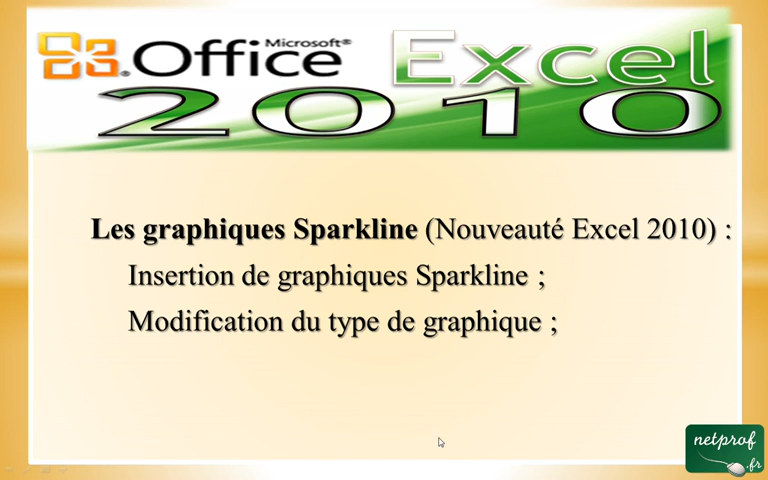 Microsoft®
Office Excel
2010
Les graphiques Sparkline (Nouveauté Excel 2010) :
Insertion de graphiques Sparkline ;
Modification du type de graphique ;
netprof
.fr